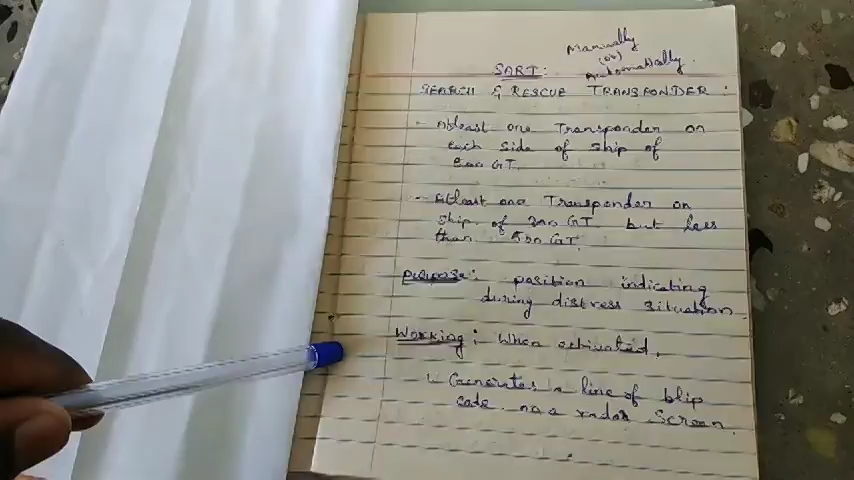 Manually
(or)
Automatically.
SART:
SEARCH & RESCUE TRANSPONDER :
- Atleast one Transponder on
each side of ship of
500 GT.
- Atleast one Transponder on
ship of 300 GT but less
than 500 GT.
Purpose: position indicating
during distress situation.
Working: When activated,
↳ Generates a line of blip
code on a radar screen.